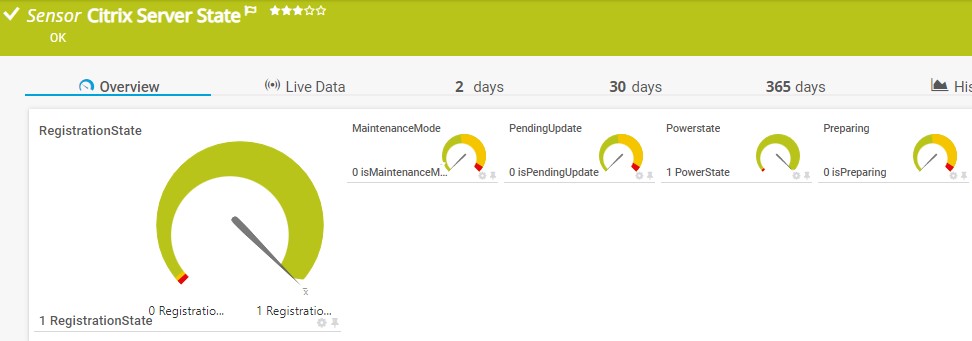 Sensor Citrix Server State
OK
Overview
Live Data
2 days
30 days
365 days
His
RegistrationState
0 Registratio...
1 Registratio...
x̄
1 RegistrationState
MaintenanceMode
0 isMaintenanceM...
PendingUpdate
0 isPendingUpdate
Powerstate
1 PowerState
Preparing
0 isPreparing